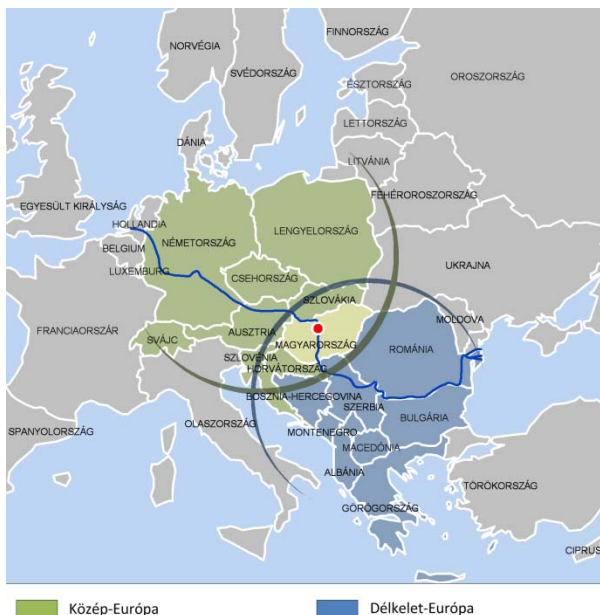 NORVÉGIA
FINNORSZÁG
SVÉDORSZÁG
OROSZORSZÁG
ÉSZTORSZÁG
LETTORSZÁG
DÁNIA
LITVÁNIA
FEHÉROROSZORSZÁG
EGYESÜLT KIRÁLYSÁG
HOLLANDIA
NÉMETORSZÁG
LENGYELORSZÁG
BELGIUM
LUXEMBURG
CSEHORSZÁG
UKRAJNA
SZLOVÁKIA
MOLDOVA
FRANCIAORSZÁR
SVÁJC
AUSZTRIA
MAGYARORSZÁG
ROMÁNIA
SZLOVÉNIA
HORVÁTORSZÁG
BOSZNIA-HERCEGOVINA
SZERBIA
OLASZORSZÁG
BULGÁRIA
SPANYOLORSZÁG
MONTENEGRO
MACEDÓNIA
ALBÁNIA
TÖRÖKORSZÁG
GÖRÖGORSZÁG
CIPRUS
Közép-Európa
Délkelet-Európa